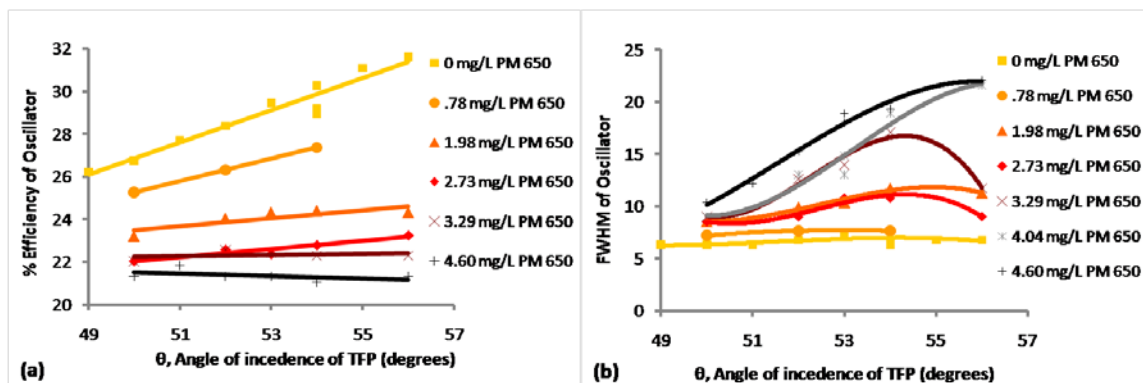 32
30
28
26
24
22
20
49
51
53
55
57
% Efficiency of Oscillator
θ, Angle of incedence of TFP (degrees)
(a)
0 mg/L PM 650
.78 mg/L PM 650
1.98 mg/L PM 650
2.73 mg/L PM 650
3.29 mg/L PM 650
4.60 mg/L PM 650
25
20
15
10
5
0
49
51
53
55
57
FWHM of Oscillator
θ, Angle of incedence of TFP (degrees)
(b)
0 mg/L PM 650
.78 mg/L PM 650
1.98 mg/L PM 650
2.73 mg/L PM 650
3.29 mg/L PM 650
4.04 mg/L PM 650
4.60 mg/L PM 650